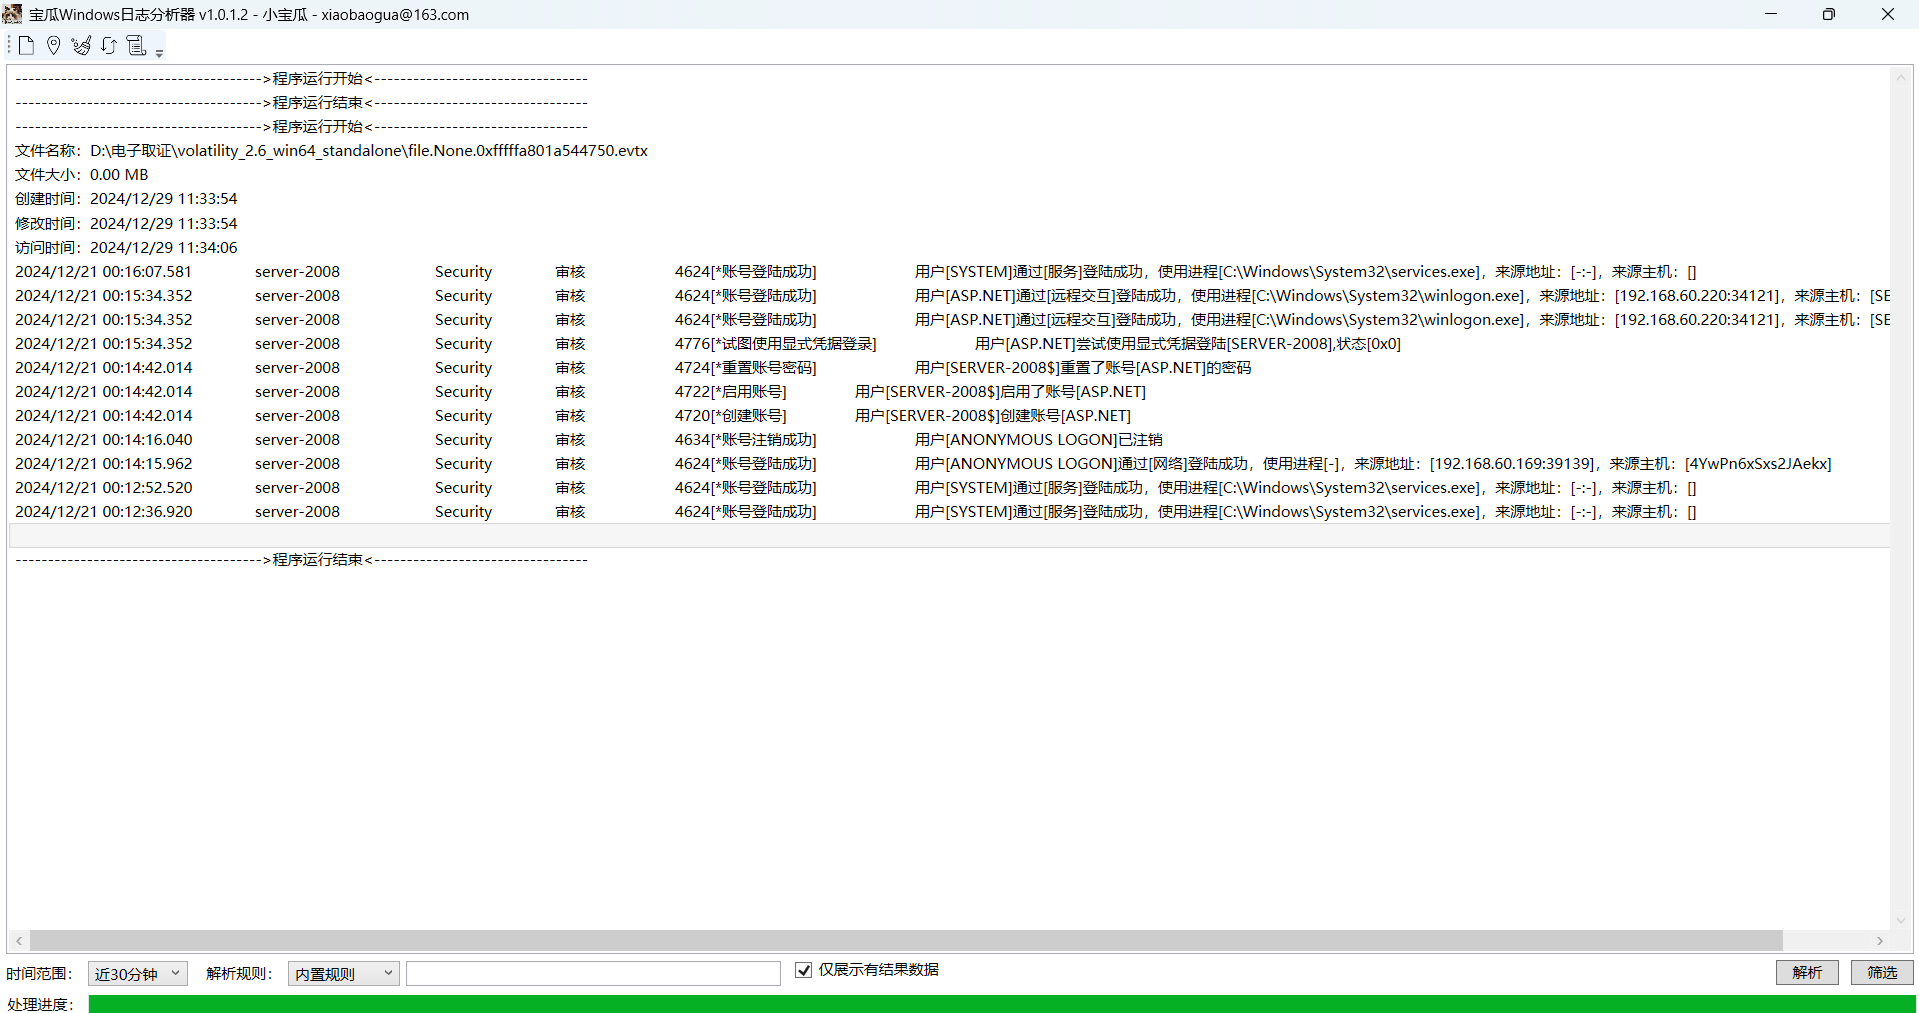 宝瓜Windows日志分析器 v1.0.1.2 - 小宝瓜 - xiaobaogua@163.com
-------------------------------------->程序运行开始<---------------------------------
-------------------------------------->程序运行结束<---------------------------------
-------------------------------------->程序运行开始<---------------------------------
文件名称：D:\电子取证\volatility_2.6_win64_standalone\file.None.0xfffffa801a544750.evtx
文件大小：0.00 MB
创建时间：2024/12/29 11:33:54
修改时间：2024/12/29 11:33:54
访问时间：2024/12/29 11:34:06
2024/12/21 00:16:07.581 server-2008 Security 审核 4624[*账号登陆成功] 用户[SYSTEM]通过[服务]登陆成功，使用进程[C:\Windows\System32\services.exe]，来源地址：[-:-]，来源主机：[]
2024/12/21 00:15:34.352 server-2008 Security 审核 4624[*账号登陆成功] 用户[ASP.NET]通过[远程交互]登陆成功，使用进程[C:\Windows\System32\winlogon.exe]，来源地址：[192.168.60.220:34121]，来源主机：[SE
2024/12/21 00:15:34.352 server-2008 Security 审核 4624[*账号登陆成功] 用户[ASP.NET]通过[远程交互]登陆成功，使用进程[C:\Windows\System32\winlogon.exe]，来源地址：[192.168.60.220:34121]，来源主机：[SE
2024/12/21 00:15:34.352 server-2008 Security 审核 4776[*试图使用显式凭据登录] 用户[ASP.NET]尝试使用显式凭据登陆[SERVER-2008],状态[0x0]
2024/12/21 00:14:42.014 server-2008 Security 审核 4724[*重置账号密码] 用户[SERVER-2008$]重置了账号[ASP.NET]的密码
2024/12/21 00:14:42.014 server-2008 Security 审核 4722[*启用账号] 用户[SERVER-2008$]启用了账号[ASP.NET]
2024/12/21 00:14:42.014 server-2008 Security 审核 4720[*创建账号] 用户[SERVER-2008$]创建账号[ASP.NET]
2024/12/21 00:14:16.040 server-2008 Security 审核 4634[*账号注销成功] 用户[ANONYMOUS LOGON]已注销
2024/12/21 00:14:15.962 server-2008 Security 审核 4624[*账号登陆成功] 用户[ANONYMOUS LOGON]通过[网络]登陆成功，使用进程[-]，来源地址：[192.168.60.169:39139]，来源主机：[4YwPn6xSxs2JAekx]
2024/12/21 00:12:52.520 server-2008 Security 审核 4624[*账号登陆成功] 用户[SYSTEM]通过[服务]登陆成功，使用进程[C:\Windows\System32\services.exe]，来源地址：[-:-]，来源主机：[]
2024/12/21 00:12:36.920 server-2008 Security 审核 4624[*账号登陆成功] 用户[SYSTEM]通过[服务]登陆成功，使用进程[C:\Windows\System32\services.exe]，来源地址：[-:-]，来源主机：[]
-------------------------------------->程序运行结束<---------------------------------
时间范围： 近30分钟 解析规则： 内置规则 仅展示有结果数据 解析 筛选
处理进度：